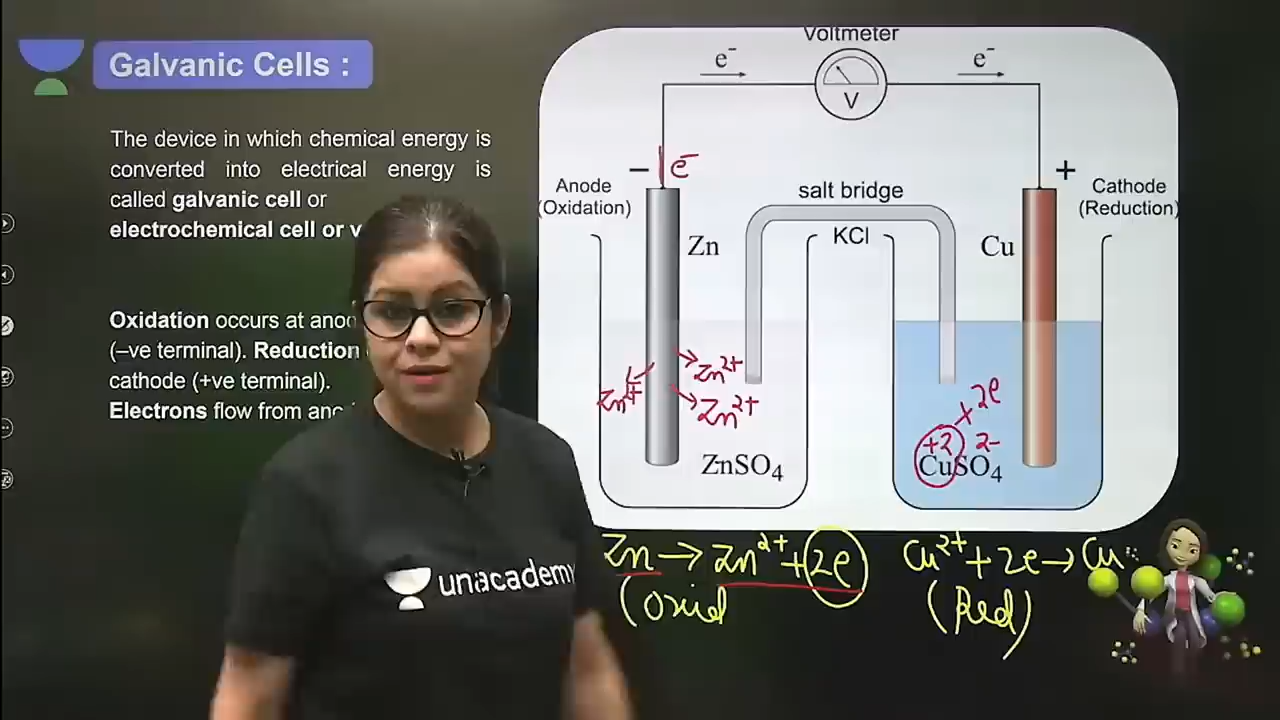 Galvanic Cells :
The device in which chemical energy is
converted into electrical energy is
called galvanic cell or
electrochemical cell or v
Oxidation occurs at anod
(–ve terminal). Reduction
cathode (+ve terminal).
Electrons flow from ano
Voltmeter
e⁻
e⁻
V
− e⁻
+
Anode
(Oxidation)
salt bridge
Cathode
(Reduction)
Zn
KCl
Cu
Zn²⁺
Zn²⁺
Zn²⁺
+2e
+2 2-
ZnSO₄
CuSO₄
Zn → Zn²⁺ + 2e
(Oxid
Cu²⁺ + 2e → Cu
(Red)
unacademy